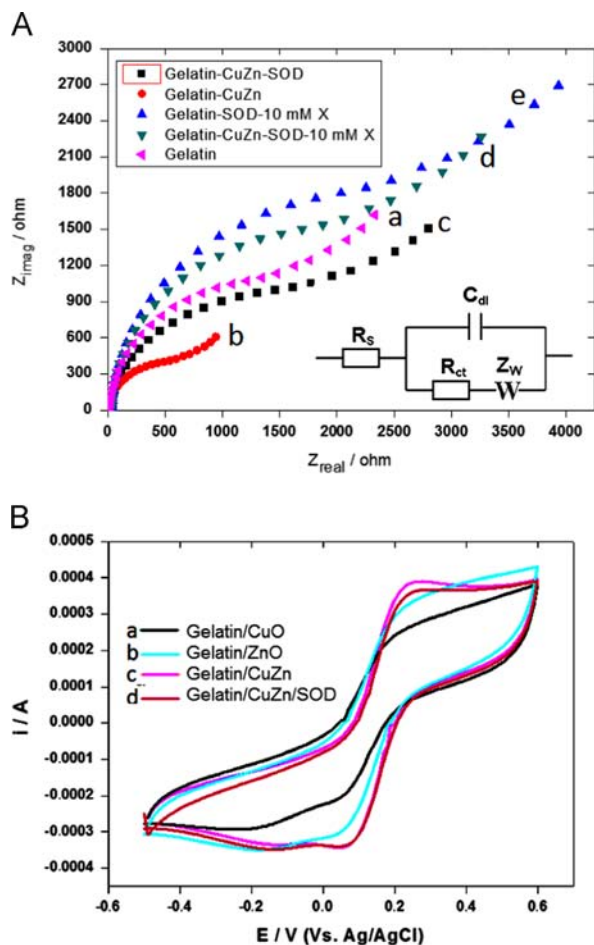 A
3000
2700
2400
2100
1800
1500
1200
900
600
300
0
Z imag / ohm
Gelatin-CuZn-SOD
Gelatin-CuZn
Gelatin-SOD-10 mM X
Gelatin-CuZn-SOD-10 mM X
Gelatin
e
d
a
c
b
Cdl
Rs
Rct
Zw
W
0 500 1000 1500 2000 2500 3000 3500 4000
Z real / ohm
B
0.0005
0.0004
0.0003
0.0002
0.0001
0.0000
-0.0001
-0.0002
-0.0003
-0.0004
i / A
a Gelatin/CuO
b Gelatin/ZnO
c Gelatin/CuZn
d Gelatin/CuZn/SOD
-0.6 -0.4 -0.2 0.0 0.2 0.4 0.6
E / V (Vs. Ag/AgCl)